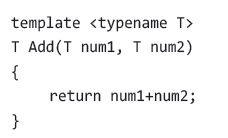 template <typename T>
T Add(T num1, T num2)
{
    return num1+num2;
}